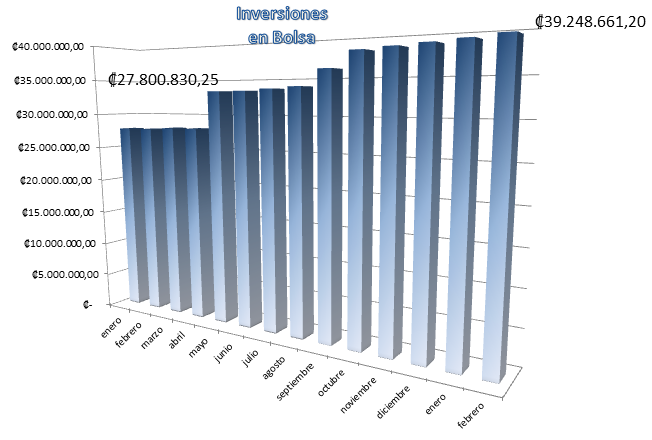 Inversiones
en Bolsa
₡39.248.661,20
₡27.800.830,25
₡40.000.000,00
₡35.000.000,00
₡30.000.000,00
₡25.000.000,00
₡20.000.000,00
₡15.000.000,00
₡10.000.000,00
₡5.000.000,00
₡-
enero
febrero
marzo
abril
mayo
junio
julio
agosto
septiembre
octubre
noviembre
diciembre
enero
febrero